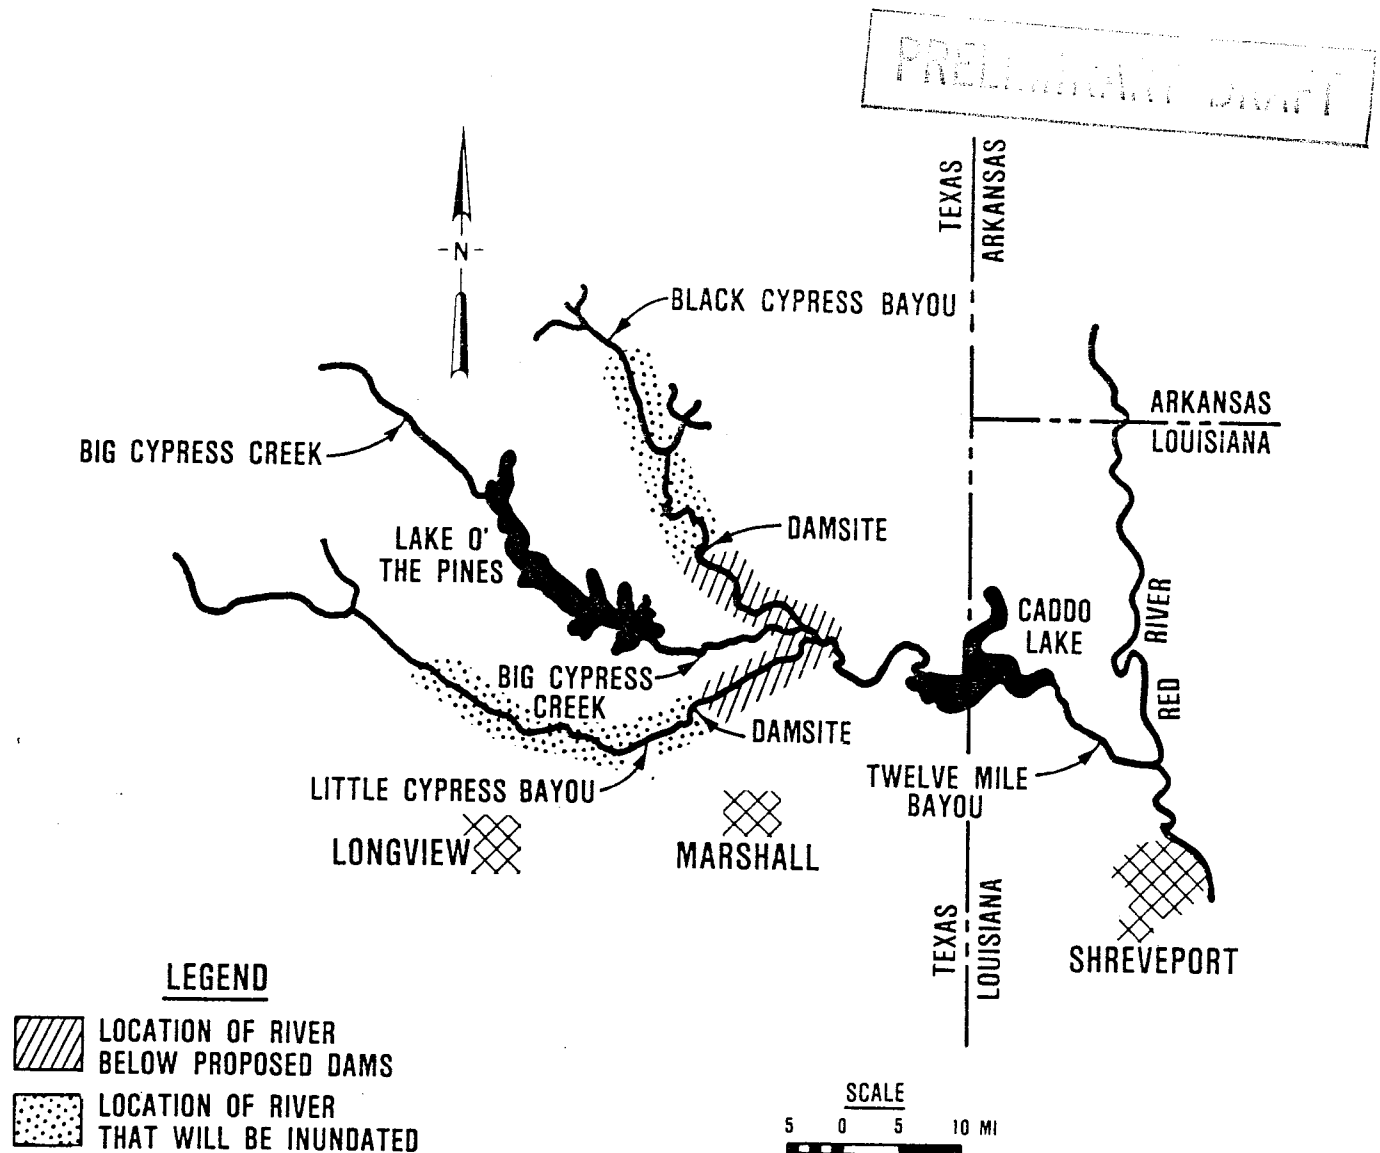 PRELIMINARY DRAFT
TEXAS
ARKANSAS
N
BLACK CYPRESS BAYOU
ARKANSAS
LOUISIANA
BIG CYPRESS CREEK
DAMSITE
LAKE O'
THE PINES
CADDO
LAKE
RED RIVER
BIG CYPRESS
CREEK
DAMSITE
LITTLE CYPRESS BAYOU
TWELVE MILE
BAYOU
LONGVIEW
MARSHALL
TEXAS
LOUISIANA
SHREVEPORT
LEGEND
LOCATION OF RIVER
BELOW PROPOSED DAMS
LOCATION OF RIVER
THAT WILL BE INUNDATED
SCALE
5 0 5 10 MI